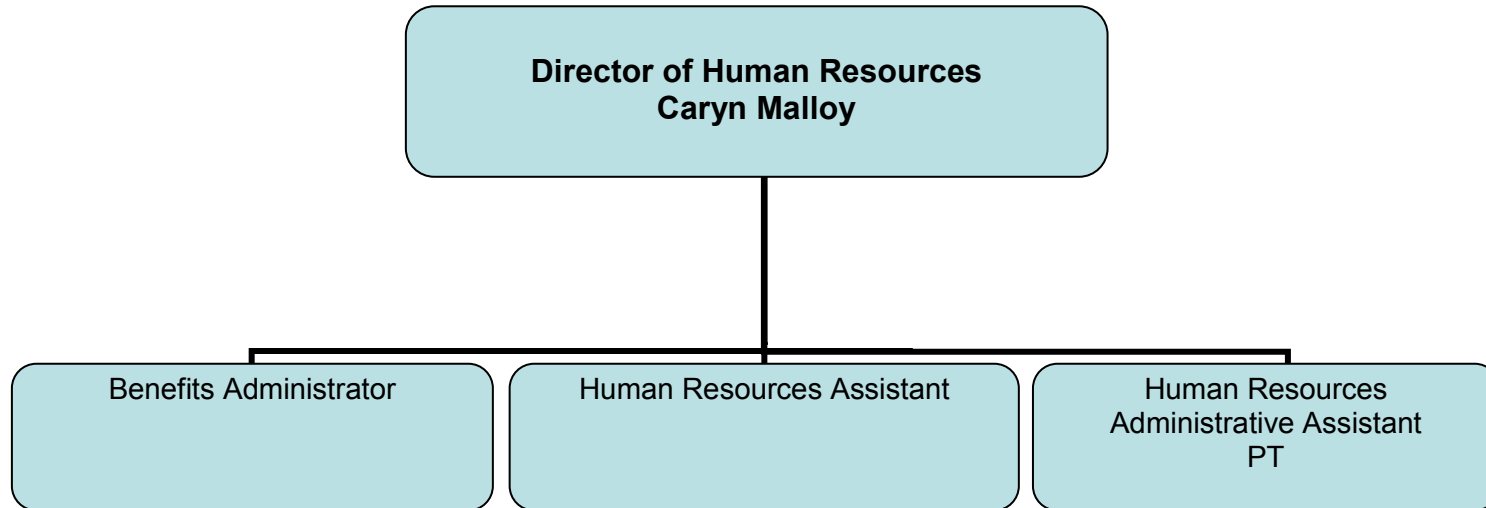 Director of Human Resources
Caryn Malloy
Benefits Administrator
Human Resources Assistant
Human Resources
Administrative Assistant
PT